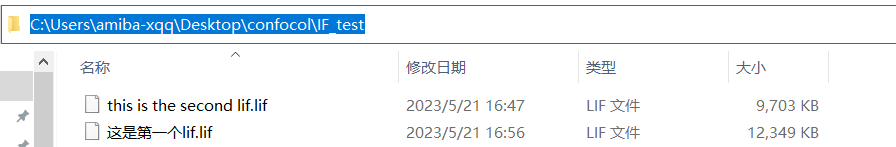 C:\Users\amiba-xqq\Desktop\confocol\lF_test
名称 修改日期 类型 大小
this is the second lif.lif 2023/5/21 16:47 LIF 文件 9,703 KB
这是第一个lif.lif 2023/5/21 16:56 LIF 文件 12,349 KB